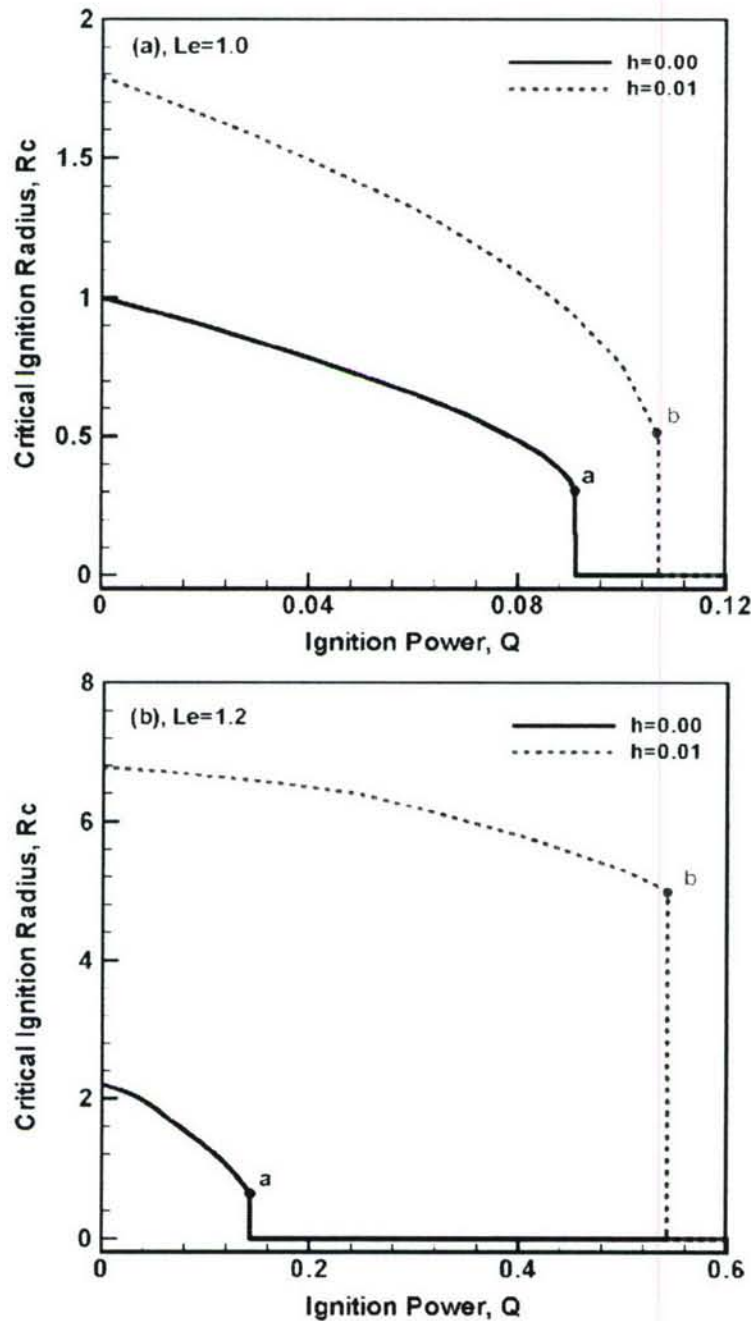 2
(a), Le=1.0
h=0.00
h=0.01
1.5
1
0.5
0
a
b
Critical Ignition Radius, Rc
0
0.04
0.08
0.12
Ignition Power, Q
8
(b), Le=1.2
h=0.00
h=0.01
6
4
2
0
a
b
Critical Ignition Radius, Rc
0
0.2
0.4
0.6
Ignition Power, Q